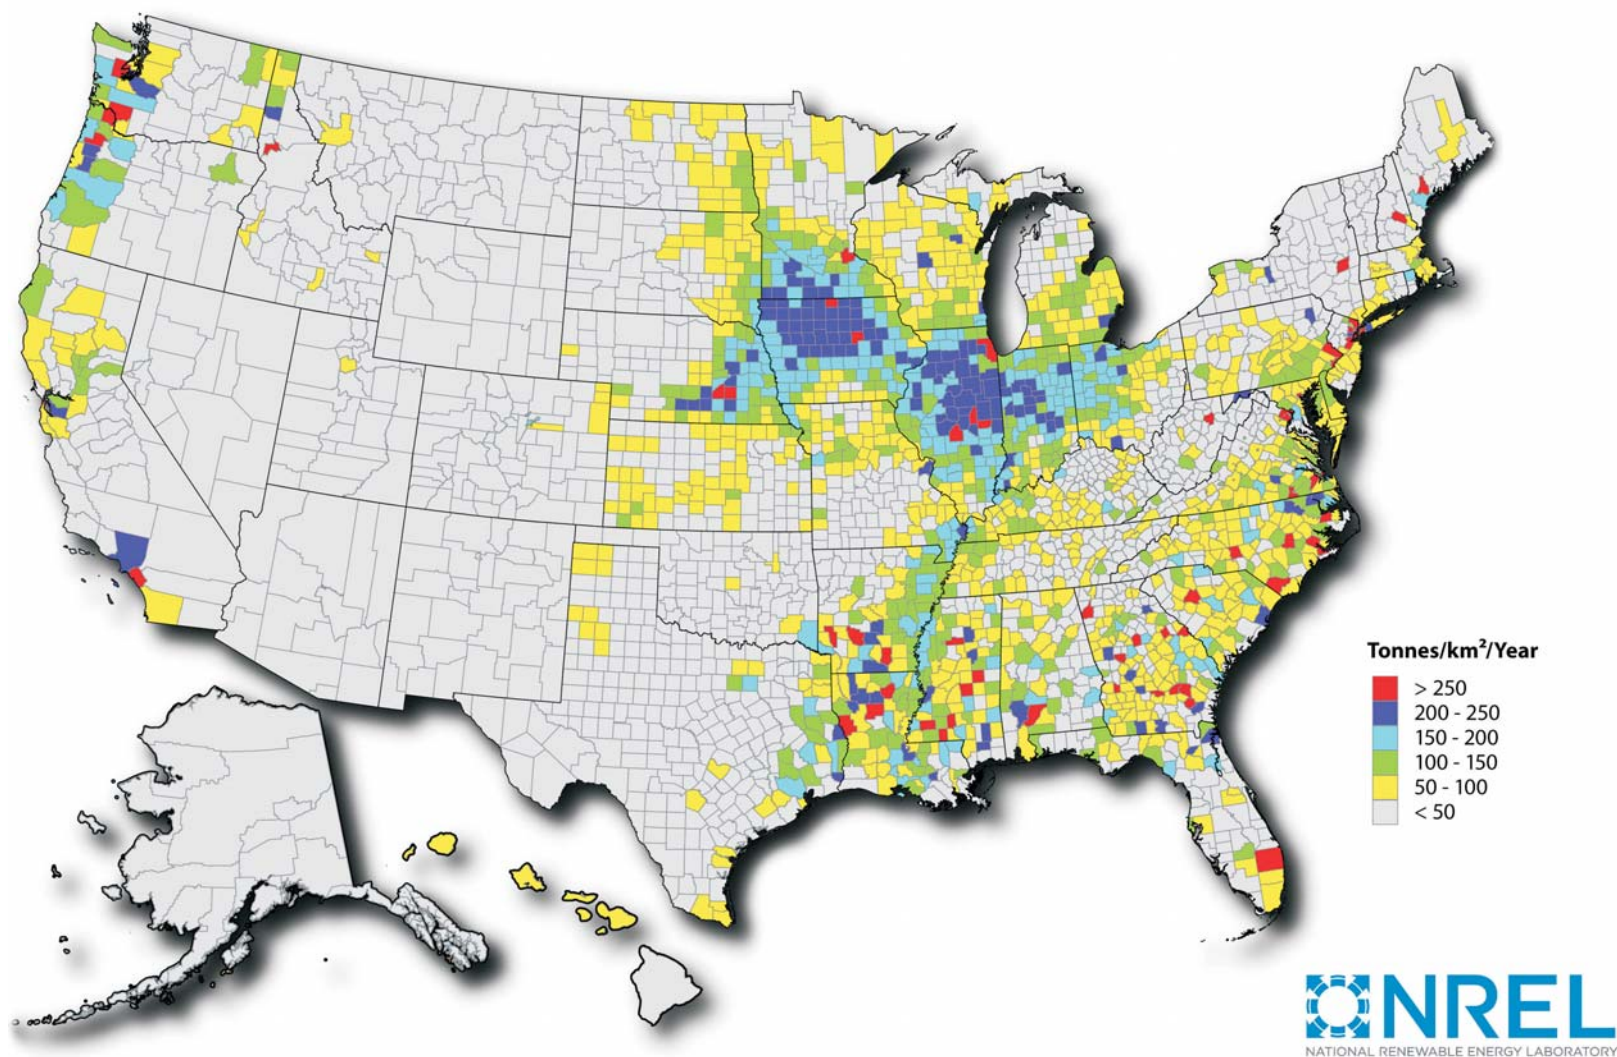 Tonnes/km²/Year
> 250
200 - 250
150 - 200
100 - 150
50 - 100
< 50
NREL
NATIONAL RENEWABLE ENERGY LABORATORY